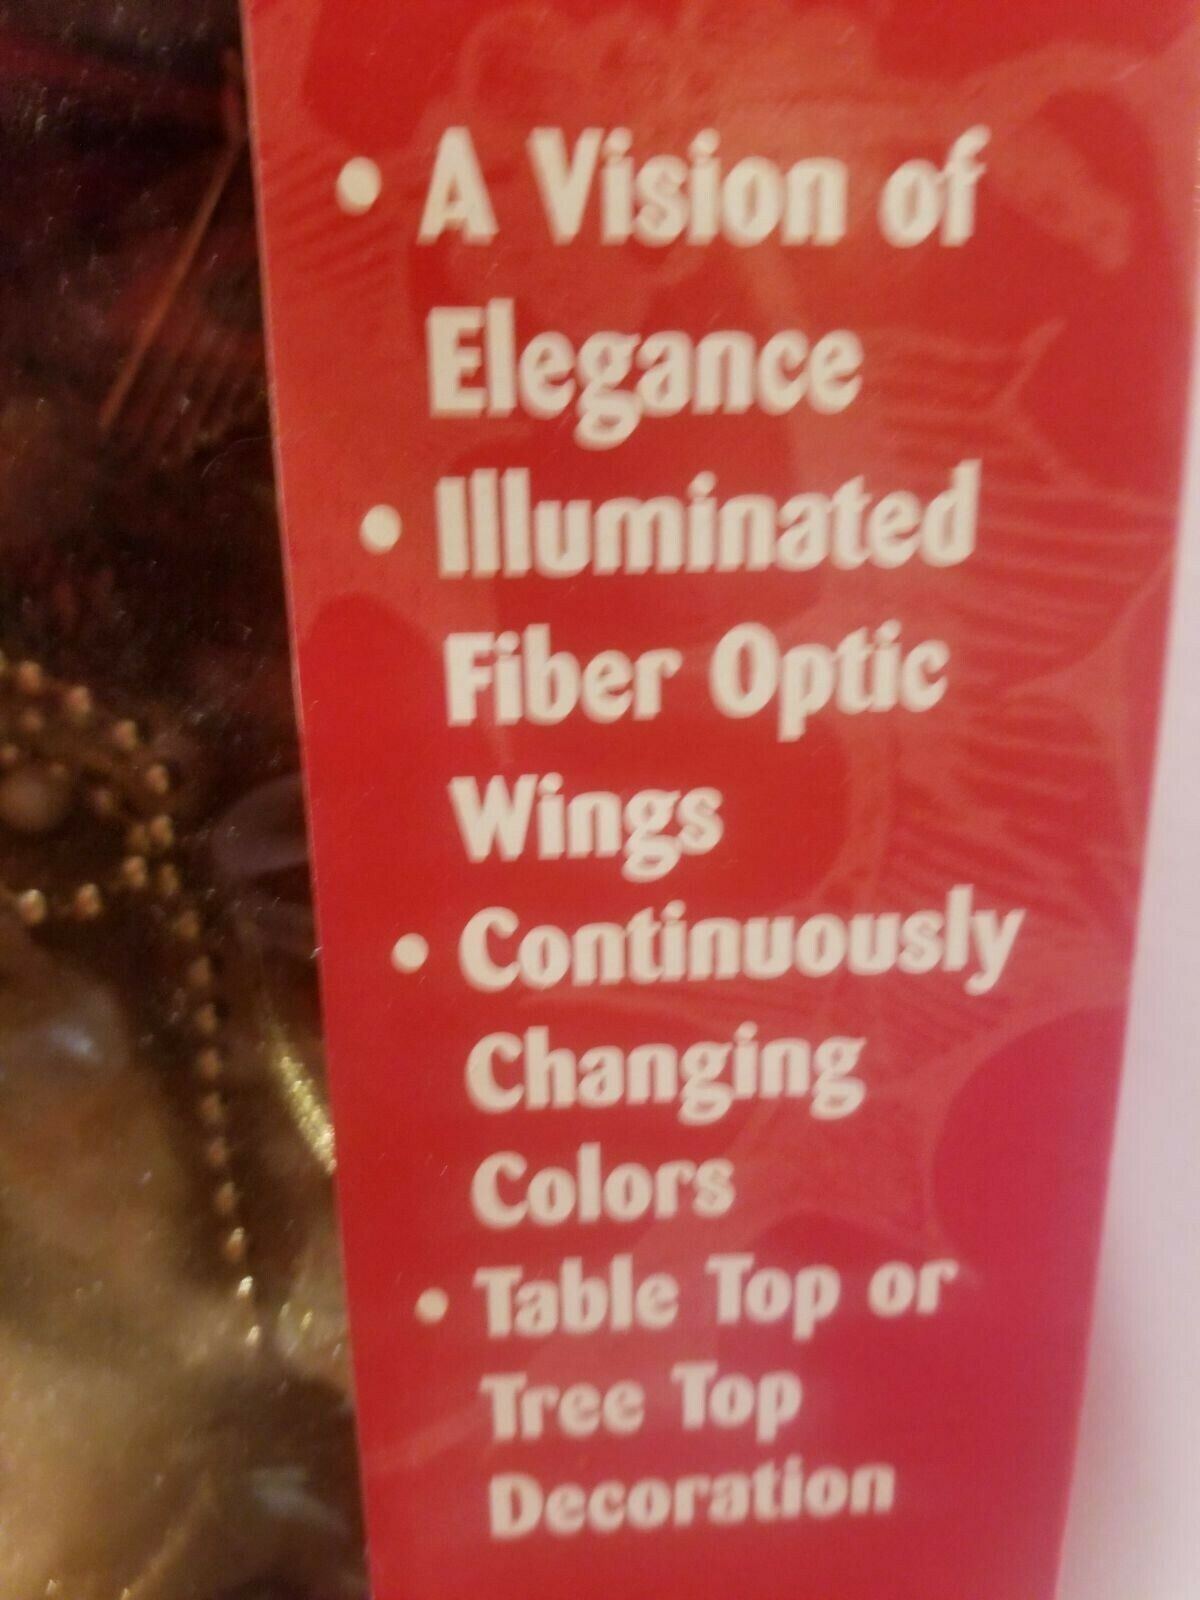 • A Vision of
Elegance
• Illuminated
Fiber Optic
Wings
• Continuously
Changing
Colors
• Table Top or
Tree Top
Decoration